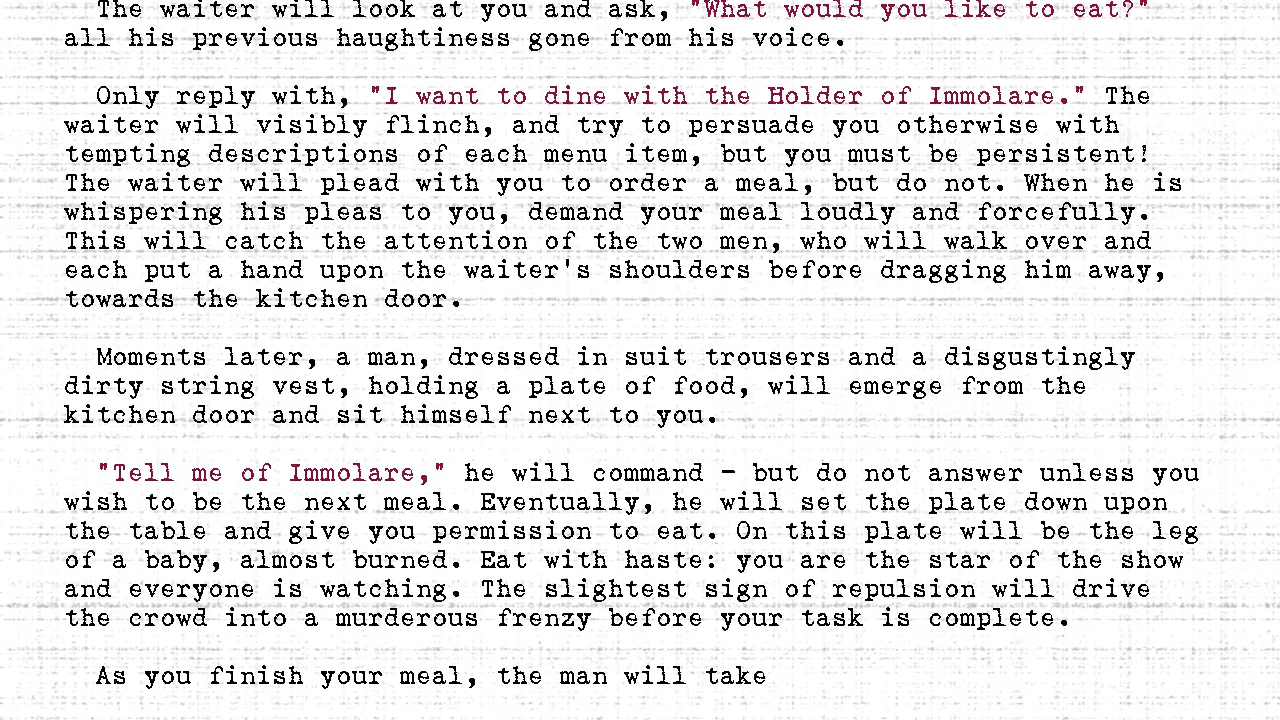 The waiter will look at you and ask, "What would you like to eat?"
all his previous haughtiness gone from his voice.
Only reply with, "I want to dine with the Holder of Immolare." The
waiter will visibly flinch, and try to persuade you otherwise with
tempting descriptions of each menu item, but you must be persistent!
The waiter will plead with you to order a meal, but do not. When he is
whispering his pleas to you, demand your meal loudly and forcefully.
This will catch the attention of the two men, who will walk over and
each put a hand upon the waiter's shoulders before dragging him away,
towards the kitchen door.
Moments later, a man, dressed in suit trousers and a disgustingly
dirty string vest, holding a plate of food, will emerge from the
kitchen door and sit himself next to you.
"Tell me of Immolare," he will command - but do not answer unless you
wish to be the next meal. Eventually, he will set the plate down upon
the table and give you permission to eat. On this plate will be the leg
of a baby, almost burned. Eat with haste: you are the star of the show
and everyone is watching. The slightest sign of repulsion will drive
the crowd into a murderous frenzy before your task is complete.
As you finish your meal, the man will take